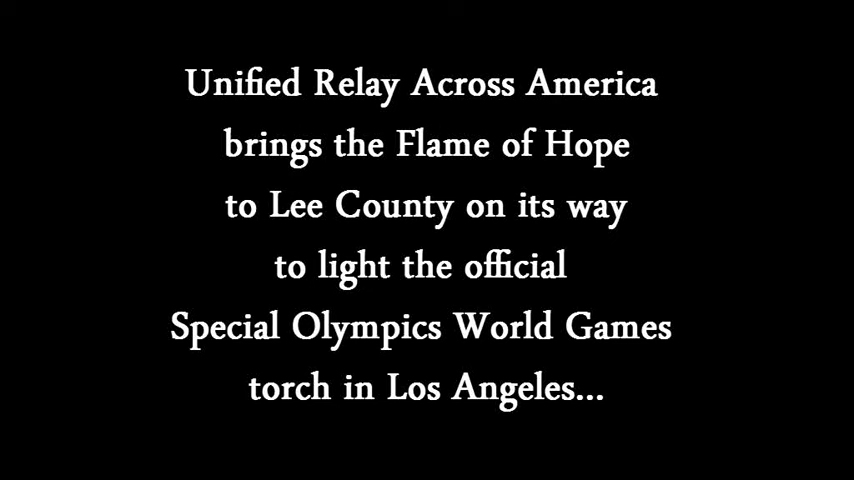 Unified Relay Across America
brings the Flame of Hope
to Lee County on its way
to light the official
Special Olympics World Games
torch in Los Angeles...